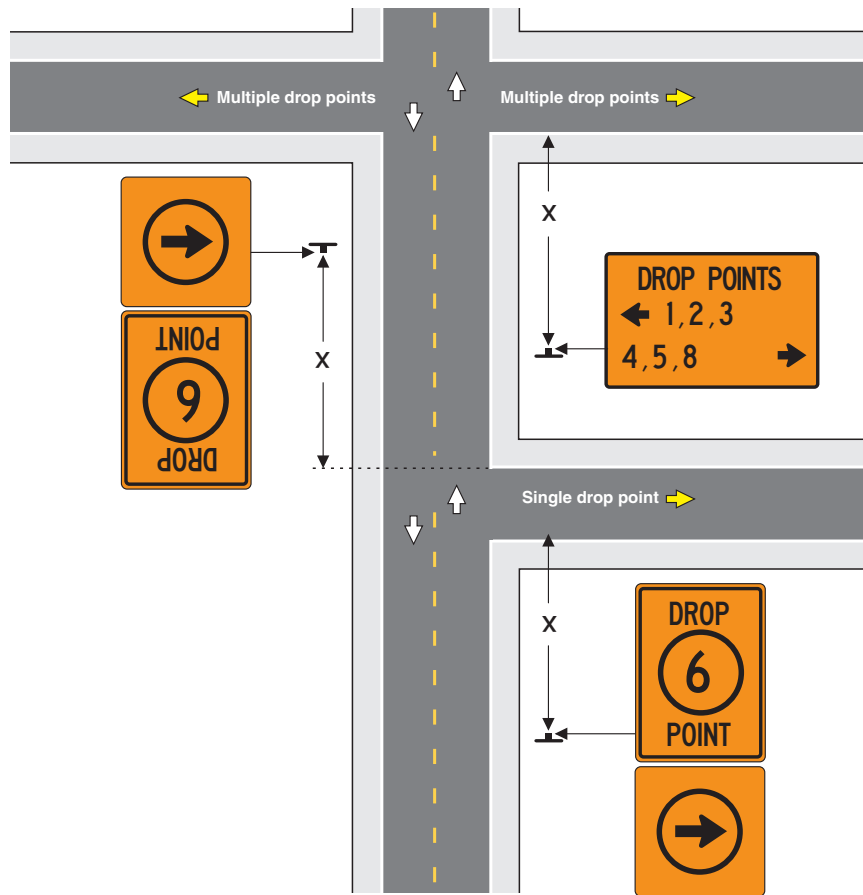 Multiple drop points
Multiple drop points
X
DROP POINTS
1,2,3
4,5,8
X
DROP
6
POINT
Single drop point
X
DROP
6
POINT